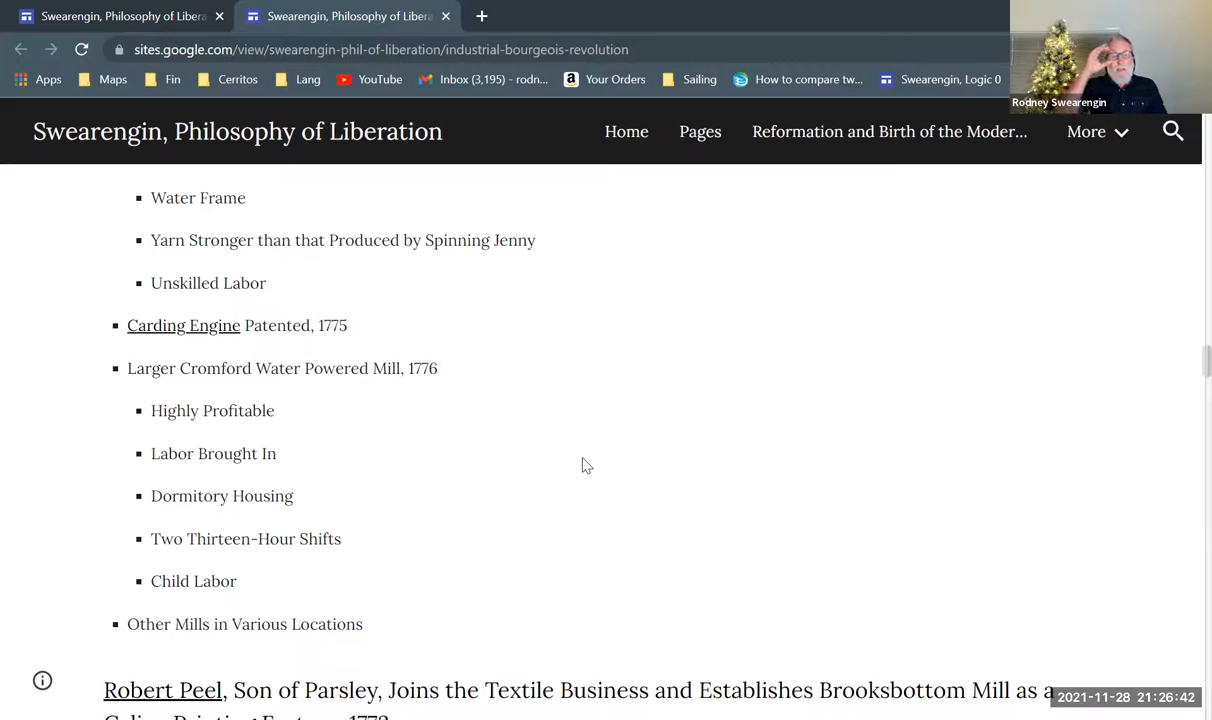 Swearengin, Philosophy of Libera
Swearengin, Philosophy of Libera
sites.google.com/view/swearengin-phil-of-liberation/industrial-bourgeois-revolution
Apps Maps Fin Cerritos Lang YouTube Inbox (3,195) - rodn... Your Orders Sailing How to compare tw... Swearengin, Logic 0
Rodney Swearengin
Swearengin, Philosophy of Liberation Home Pages Reformation and Birth of the Moder... More
Water Frame
Yarn Stronger than that Produced by Spinning Jenny
Unskilled Labor
Carding Engine Patented, 1775
Larger Cromford Water Powered Mill, 1776
Highly Profitable
Labor Brought In
Dormitory Housing
Two Thirteen-Hour Shifts
Child Labor
Other Mills in Various Locations
Robert Peel, Son of Parsley, Joins the Textile Business and Establishes Brooksbottom Mill as a
2021-11-28 21:26:42